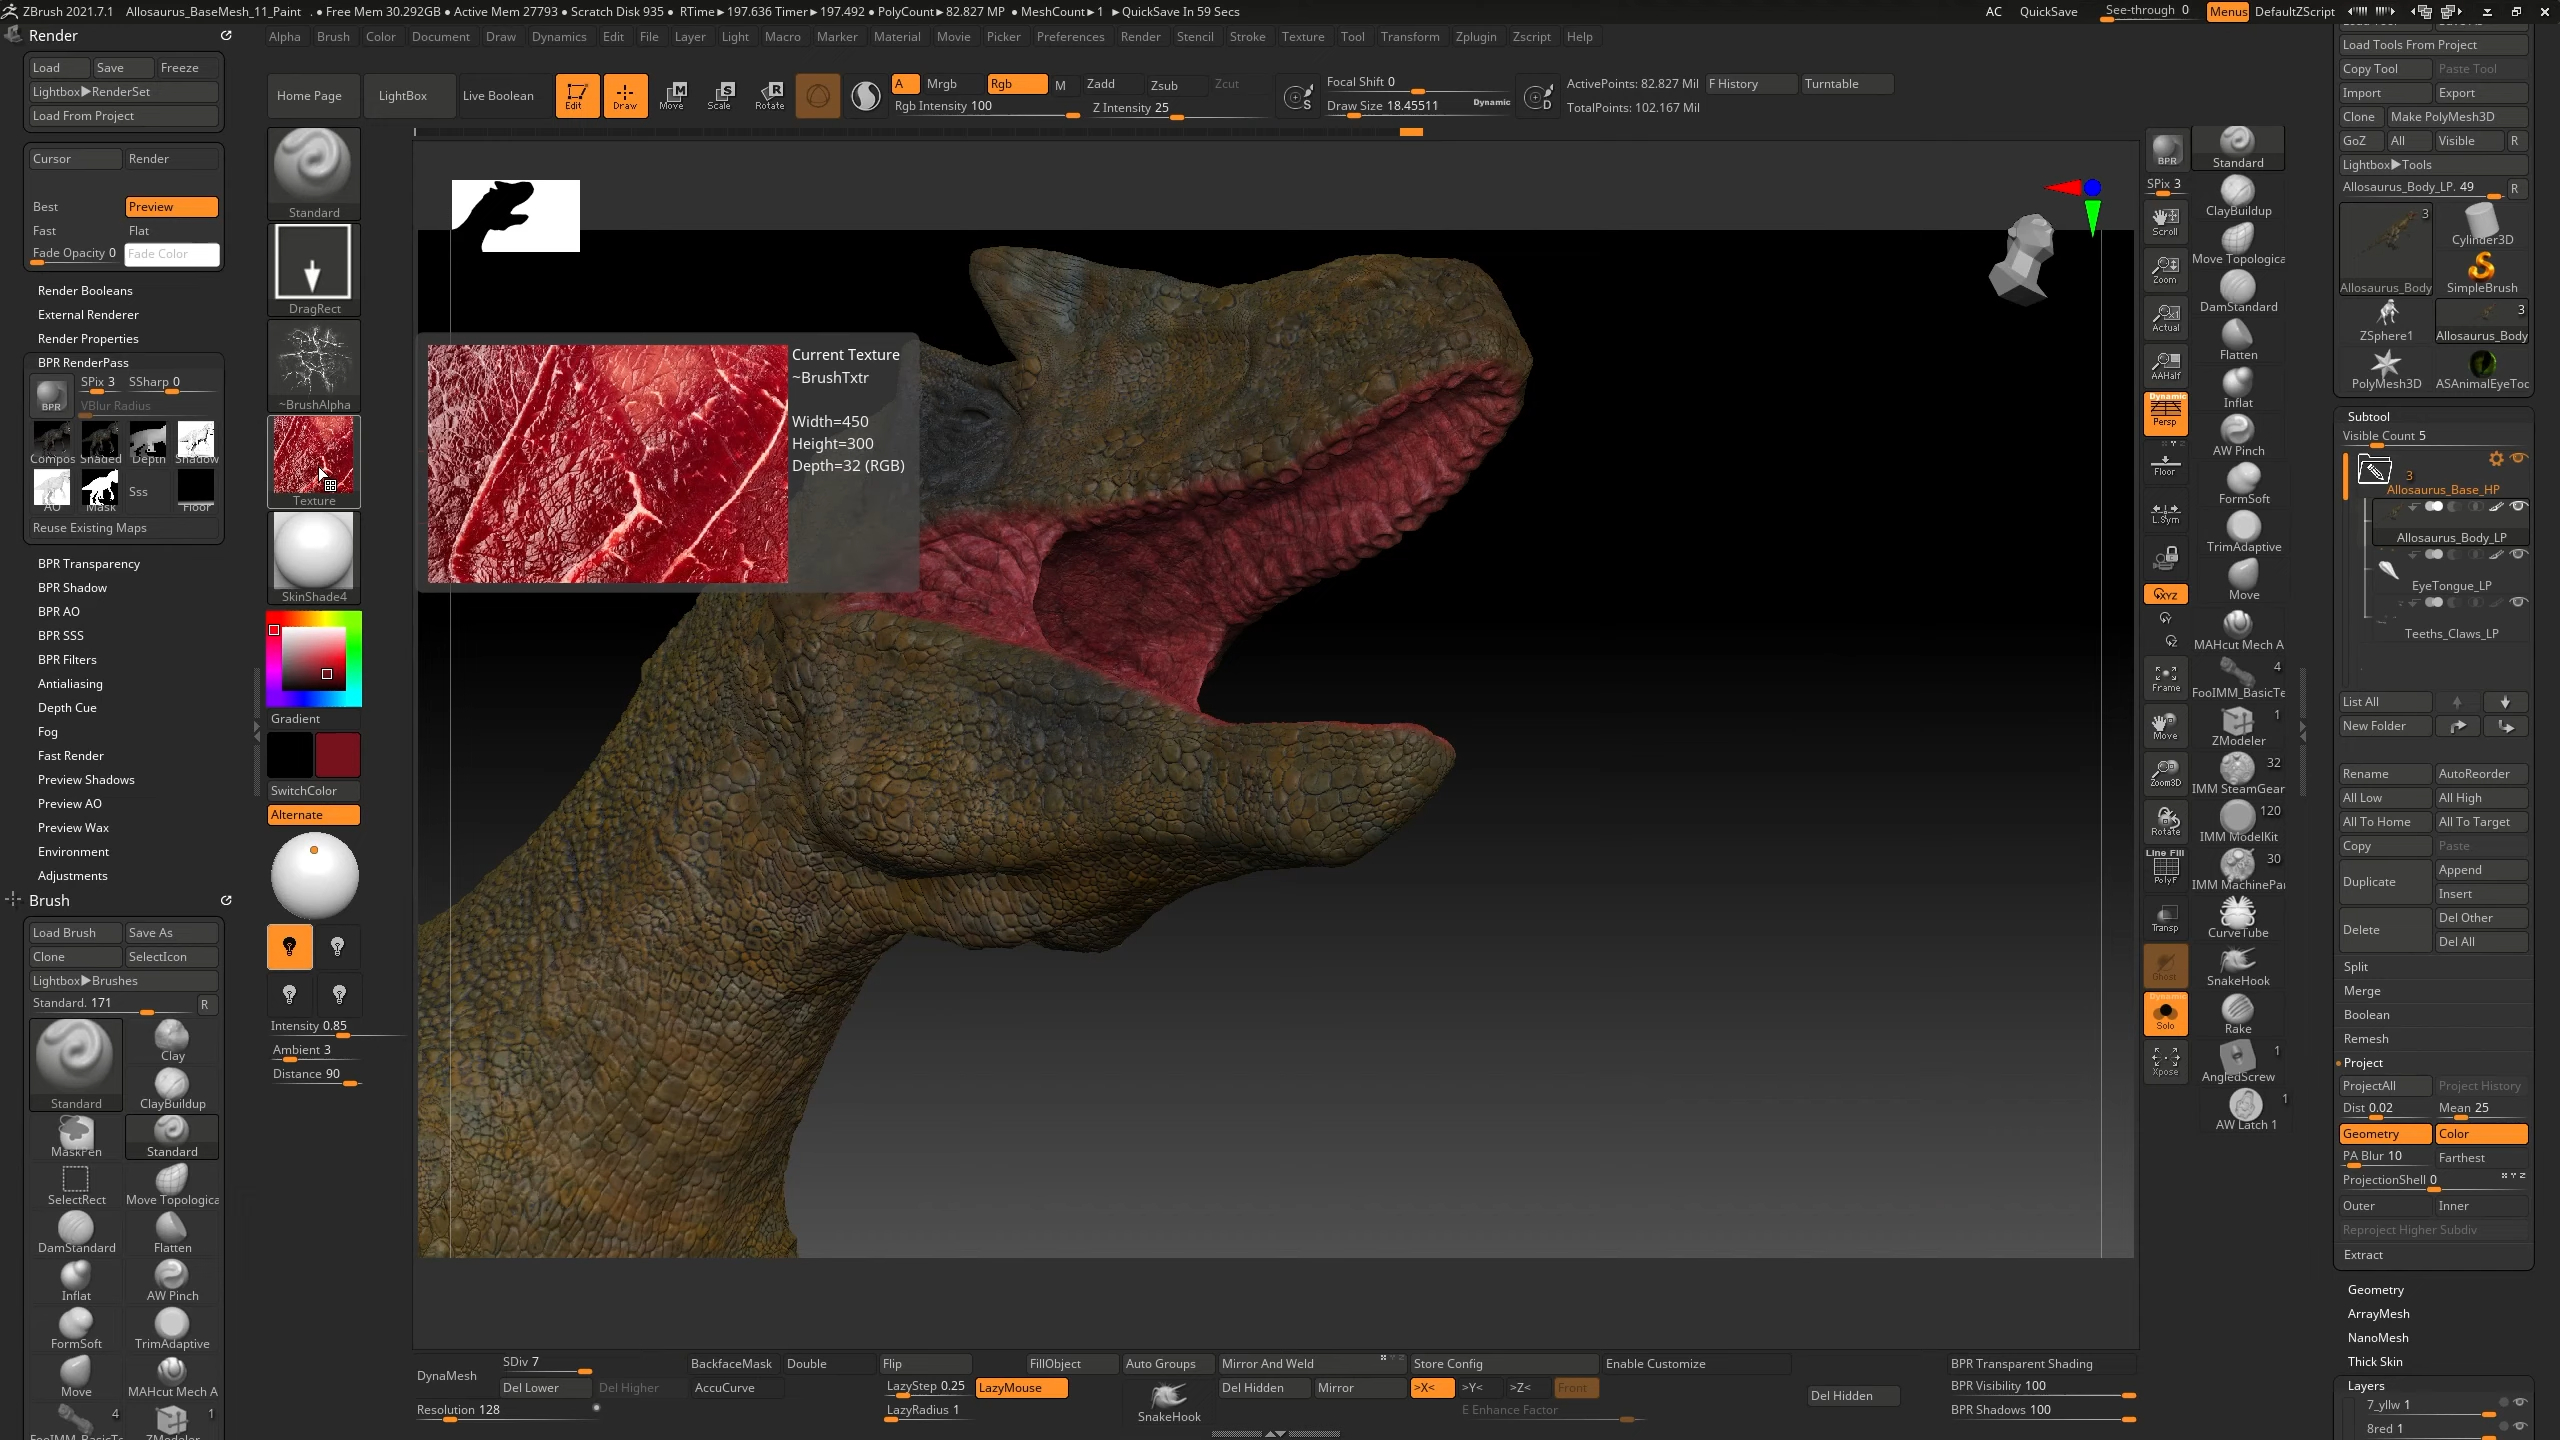 ZBrush 2021.7.1 Allosaurus_BaseMesh_11_Paint . ● Free Mem 30.292GB ● Active Mem 27793 ● Scratch Disk 935 ● RTime►197.636 Timer►197.492 ● PolyCount►82.827 MP ● MeshCount►1 ►QuickSave In 59 Secs AC QuickSave See-through 0 Menus DefaultZScript
Render
Alpha Brush Color Document Draw Dynamics Edit File Layer Light Macro Marker Material Movie Picker Preferences Render Stencil Stroke Texture Tool Transform Zplugin Zscript Help
Load Save Freeze
Lightbox►RenderSet
Load From Project
Cursor Render
Best Preview
Fast Flat
Fade Opacity 0 Fade Color
Render Booleans
External Renderer
Render Properties
BPR RenderPass
BPR SPix 3 SSharp 0
VBlur Radius
Compos Shaded Depth Shadow
AO Mask Sss Floor
Reuse Existing Maps
BPR Transparency
BPR Shadow
BPR AO
BPR SSS
BPR Filters
Antialiasing
Depth Cue
Fog
Fast Render
Preview Shadows
Preview AO
Preview Wax
Environment
Adjustments
Brush
Load Brush Save As
Clone SelectIcon
Lightbox►Brushes
Standard. 171 R
Standard Clay
ClayBuildup
MaskPen Standard
SelectRect Move Topologica
DamStandard Flatten
Inflat AW Pinch
FormSoft TrimAdaptive
Move MAHcut Mech A
4 1
FooIMM_BasicTe ZModeler
Home Page LightBox Live Boolean Edit Draw Move Scale Rotate
A Mrgb Rgb M Zadd Zsub Zcut
Rgb Intensity 100 Z Intensity 25
Focal Shift 0
Draw Size 18.45511 Dynamic
ActivePoints: 82.827 Mil F History Turntable
TotalPoints: 102.167 Mil
Standard
DragRect
~BrushAlpha
Texture
SkinShade4
Gradient
SwitchColor
Alternate
Intensity 0.85
Ambient 3
Distance 90
Current Texture
~BrushTxtr
Width=450
Height=300
Depth=32 (RGB)
BPR
SPix 3
Scroll
Zoom
Actual
AAHalf
Dynamic
Persp
Floor
L.Sym
XYZ
Frame
Move
Zoom3D
Rotate
Line Fill
PolyF
Transp
Ghost
Dynamic
Solo
Xpose
Standard
ClayBuildup
Move Topologica
DamStandard
Flatten
Inflat
AW Pinch
FormSoft
TrimAdaptive
Move
MAHcut Mech A
4
FooIMM_BasicTe
1
ZModeler
32
IMM SteamGear
120
IMM ModelKit
30
IMM MachinePar
CurveTube
SnakeHook
Rake
1
AngledScrew
1
AW Latch 1
Load Tools From Project
Copy Tool Paste Tool
Import Export
Clone Make PolyMesh3D
GoZ All Visible R
Lightbox►Tools
Allosaurus_Body_LP. 49 R
3
Cylinder3D
Allosaurus_Body SimpleBrush
3
ZSphere1 Allosaurus_Body
PolyMesh3D ASAnimalEyeToc
Subtool
Visible Count 5
3
Allosaurus_Base_HP
Allosaurus_Body_LP
EyeTongue_LP
Teeths_Claws_LP
List All
New Folder
Rename AutoReorder
All Low All High
All To Home All To Target
Copy Paste
Duplicate Append
Insert
Delete Del Other
Del All
Split
Merge
Boolean
Remesh
Project
ProjectAll Project History
Dist 0.02 Mean 25
Geometry Color
PA Blur 10 Farthest
ProjectionShell 0
Outer Inner
Reproject Higher Subdiv
Extract
Geometry
ArrayMesh
NanoMesh
Thick Skin
Layers
7_yllw 1
8red 1
DynaMesh SDiv 7 BackfaceMask Double Flip FillObject Auto Groups Mirror And Weld Store Config Enable Customize BPR Transparent Shading
Del Lower Del Higher AccuCurve LazyStep 0.25 LazyMouse SnakeHook Del Hidden Mirror >X< >Y< >Z< Front Del Hidden BPR Visibility 100
Resolution 128 LazyRadius 1 E Enhance Factor BPR Shadows 100